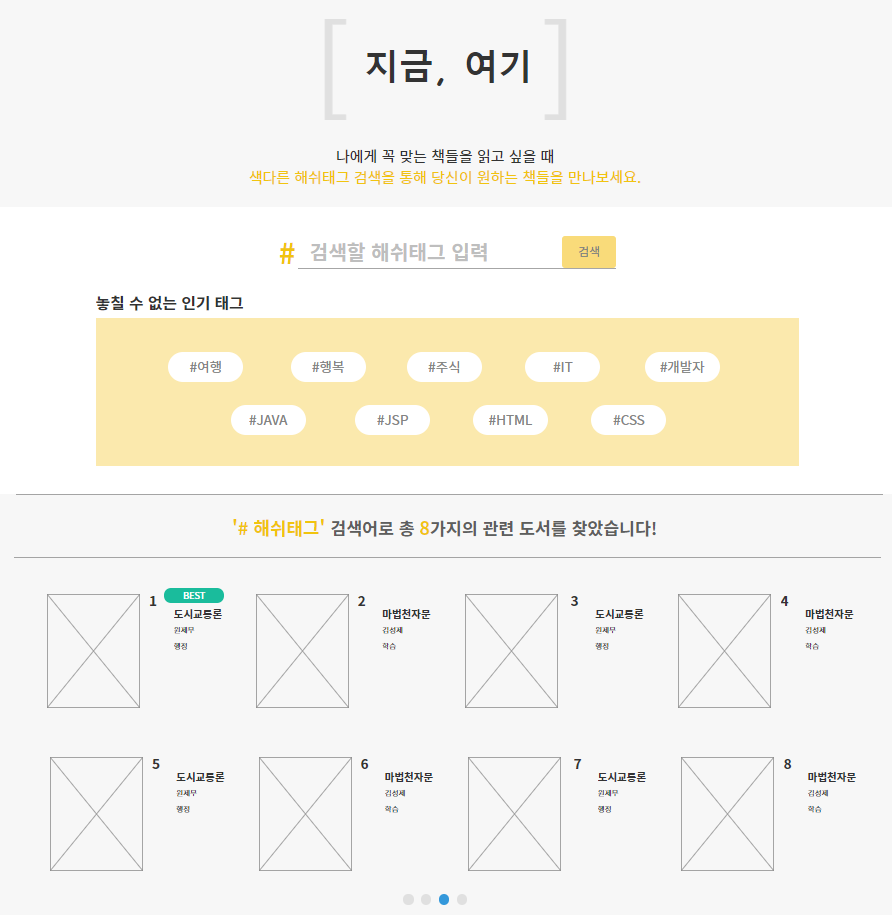 [ 지금, 여기 ]
나에게 꼭 맞는 책들을 읽고 싶을 때
색다른 해쉬태그 검색을 통해 당신이 원하는 책들을 만나보세요.
# 검색할 해쉬태그 입력 검색
놓칠 수 없는 인기 태그
#여행 #행복 #주식 #IT #개발자
#JAVA #JSP #HTML #CSS
'# 해쉬태그' 검색어로 총 8가지의 관련 도서를 찾았습니다!
1 BEST 2 3 4
도시교통론 마법천자문 도시교통론 마법천자문
원제무 김성재 원제무 김성재
행정 학습 행정 학습
5 6 7 8
도시교통론 마법천자문 도시교통론 마법천자문
원제무 김성재 원제무 김성재
행정 학습 행정 학습